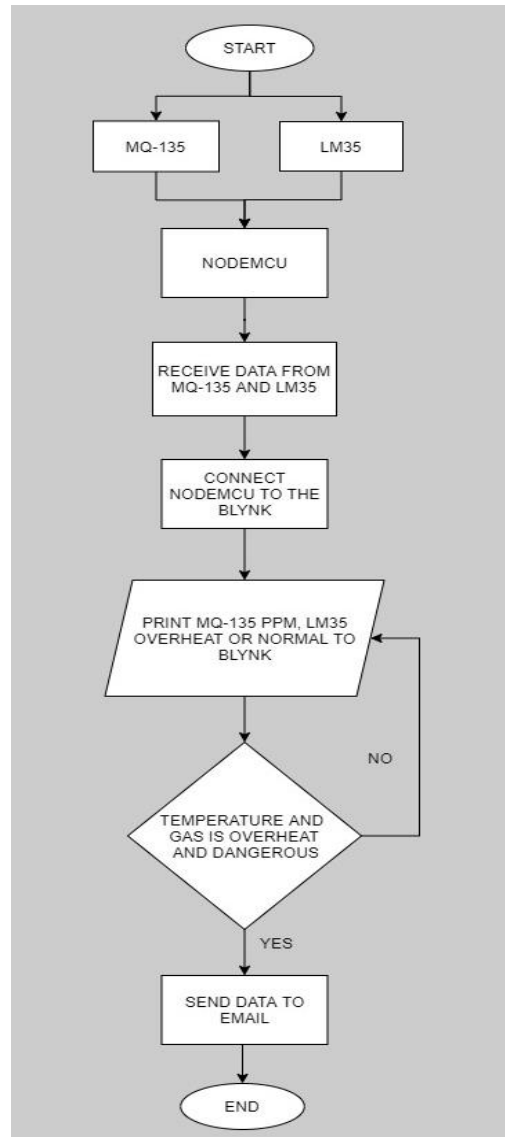 START
MQ-135
LM35
NODEMCU
RECEIVE DATA FROM
MQ-135 AND LM35
CONNECT
NODEMCU TO THE
BLYNK
PRINT MQ-135 PPM, LM35
OVERHEAT OR NORMAL TO
BLYNK
NO
TEMPERATURE AND
GAS IS OVERHEAT
AND DANGEROUS
YES
SEND DATA TO
EMAIL
END